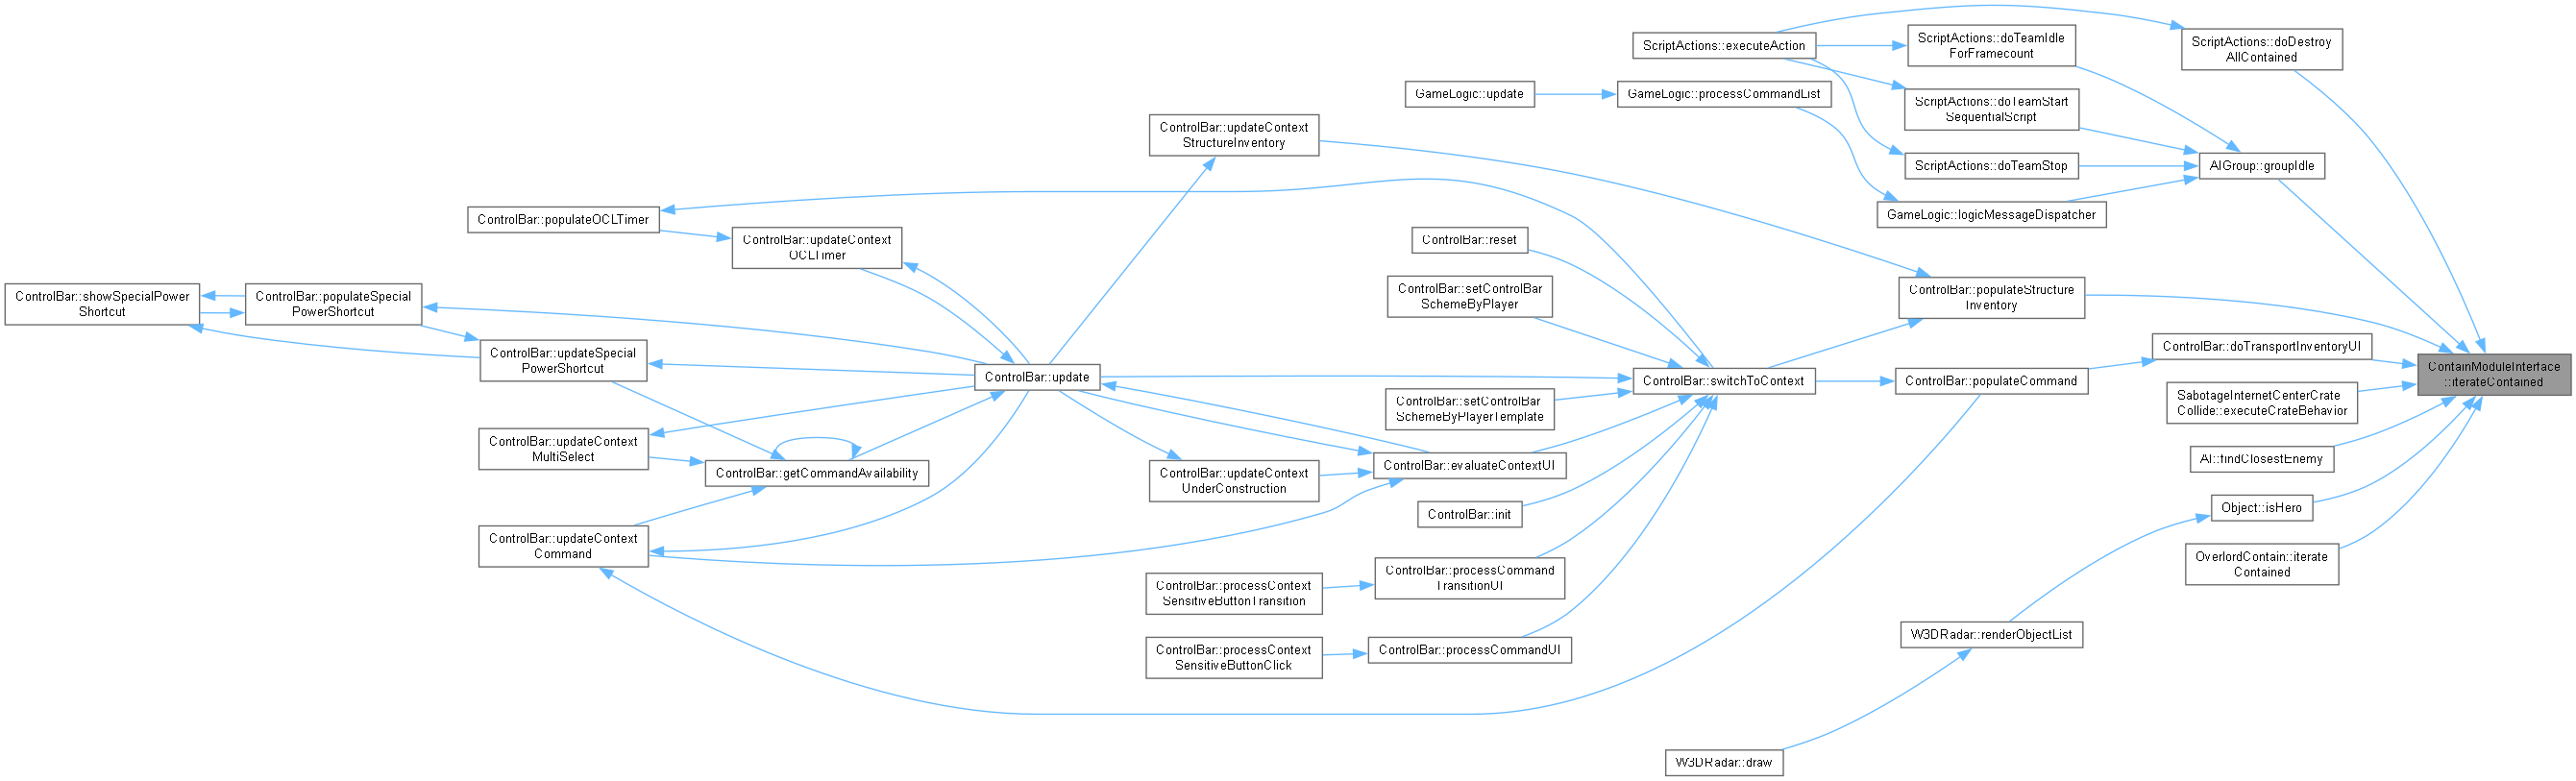 ScriptActions::executeAction
ScriptActions::doTeamIdle
ForFramecount
ScriptActions::doDestroy
AllContained
GameLogic::update
GameLogic::processCommandList
ScriptActions::doTeamStart
SequentialScript
ControlBar::updateContext
StructureInventory
ScriptActions::doTeamStop
AIGroup::groupIdle
GameLogic::logicMessageDispatcher
ControlBar::populateOCLTimer
ControlBar::updateContext
OCLTimer
ControlBar::reset
ControlBar::showSpecialPower
Shortcut
ControlBar::populateSpecial
PowerShortcut
ControlBar::setControlBar
SchemeByPlayer
ControlBar::populateStructure
Inventory
ControlBar::updateSpecial
PowerShortcut
ControlBar::update
ControlBar::switchToContext
ControlBar::populateCommand
ControlBar::doTransportInventoryUI
ContainModuleInterface
::iterateContained
ControlBar::setControlBar
SchemeByPlayerTemplate
SabotageInternetCenterCrate
Collide::executeCrateBehavior
ControlBar::updateContext
MultiSelect
ControlBar::getCommandAvailability
ControlBar::updateContext
UnderConstruction
ControlBar::evaluateContextUI
AI::findClosestEnemy
ControlBar::init
Object::isHero
ControlBar::updateContext
Command
OverlordContain::iterate
Contained
ControlBar::processContext
SensitiveButtonTransition
ControlBar::processCommand
TransitionUI
W3DRadar::renderObjectList
ControlBar::processContext
SensitiveButtonClick
ControlBar::processCommandUI
W3DRadar::draw